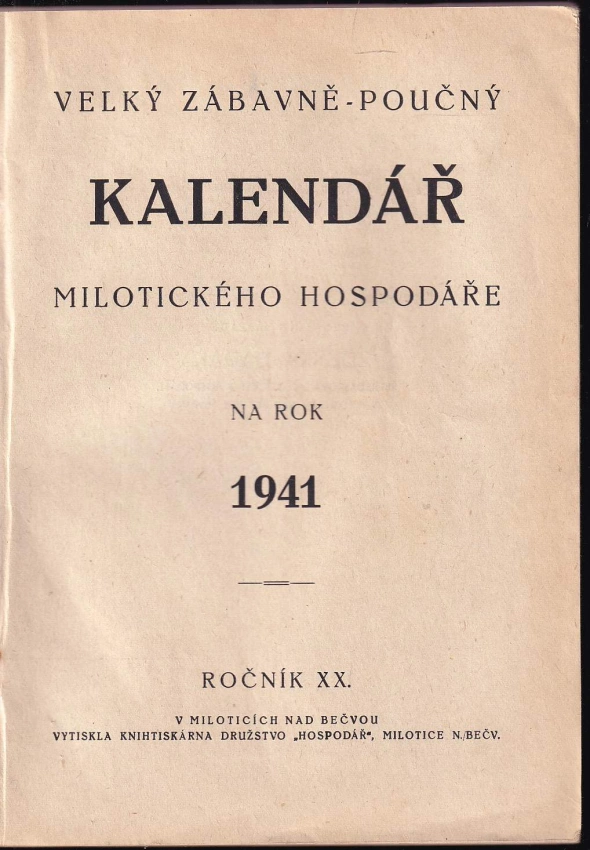 VELKÝ ZÁBAVNĚ-POUČNÝ
KALENDÁŘ
MILOTICKÉHO HOSPODÁŘE
NA ROK
1941
ROČNÍK XX.
V MILOTICÍCH NAD BEČVOU
VYTISKLA KNIHTISKÁRNA DRUŽSTVO „HOSPODÁŘ“, MILOTICE N./BEČV.